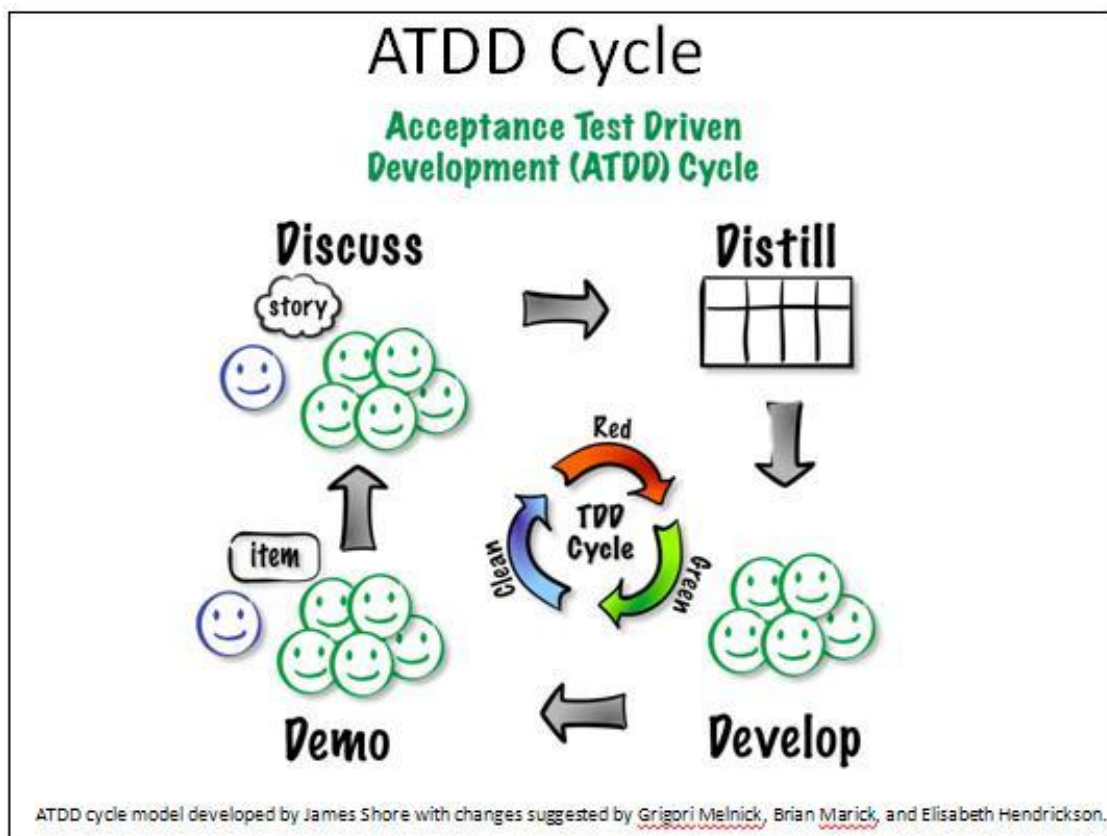 ATDD Cycle
Acceptance Test Driven
Development (ATDD) Cycle
Discuss
Distill
story
Red
TDD
Cycle
Clean
Green
item
Demo
Develop
ATDD cycle model developed by James Shore with changes suggested by Grigori Melnick, Brian Marick, and Elisabeth Hendrickson.